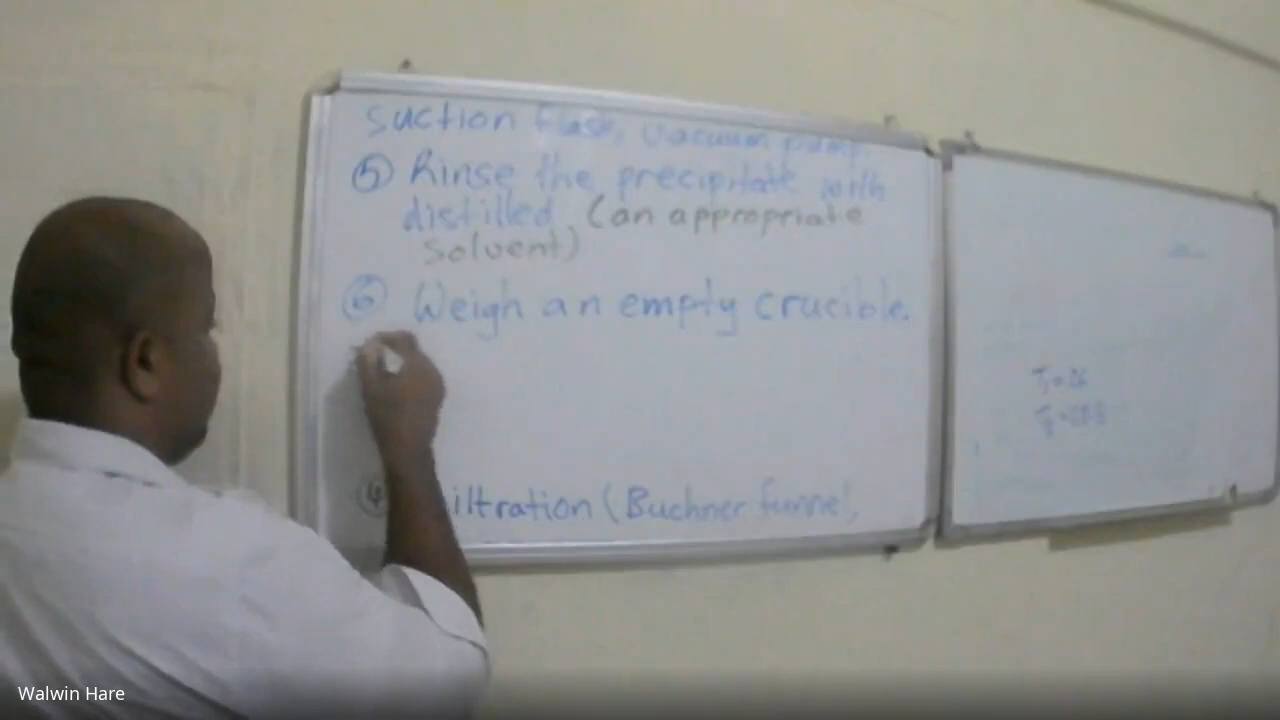 suction flask, vacuum pump.
⑤ Rinse the precipitate with
distilled (an appropriate
solvent)
⑥ Weigh an empty crucible.
④ Filtration (Buchner funnel,
Walwin Hare